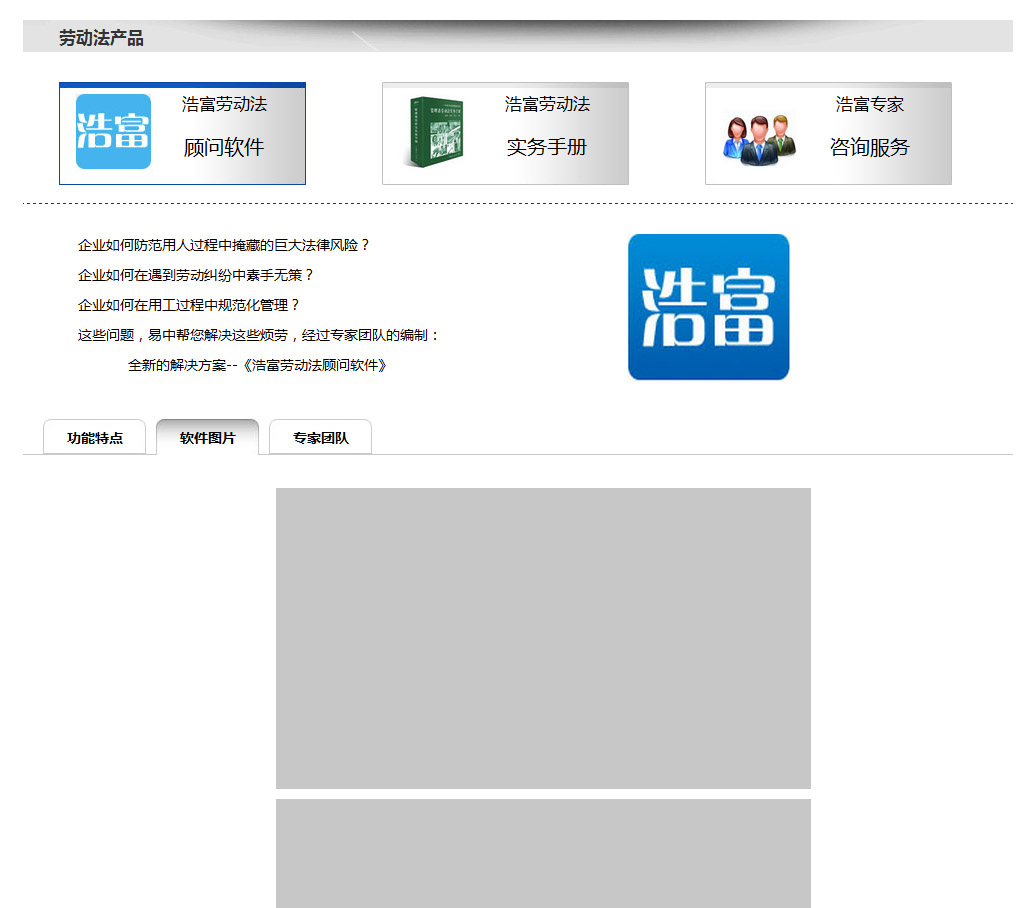 劳动法产品
浩富
浩富劳动法
顾问软件
浩富劳动法
实务手册
浩富专家
咨询服务
企业如何防范用人过程中掩藏的巨大法律风险？
企业如何在遇到劳动纠纷中素手无策？
企业如何在用工过程中规范化管理？
这些问题，易中帮您解决这些烦劳，经过专家团队的编制：
全新的解决方案--《浩富劳动法顾问软件》
浩富
功能特点
软件图片
专家团队